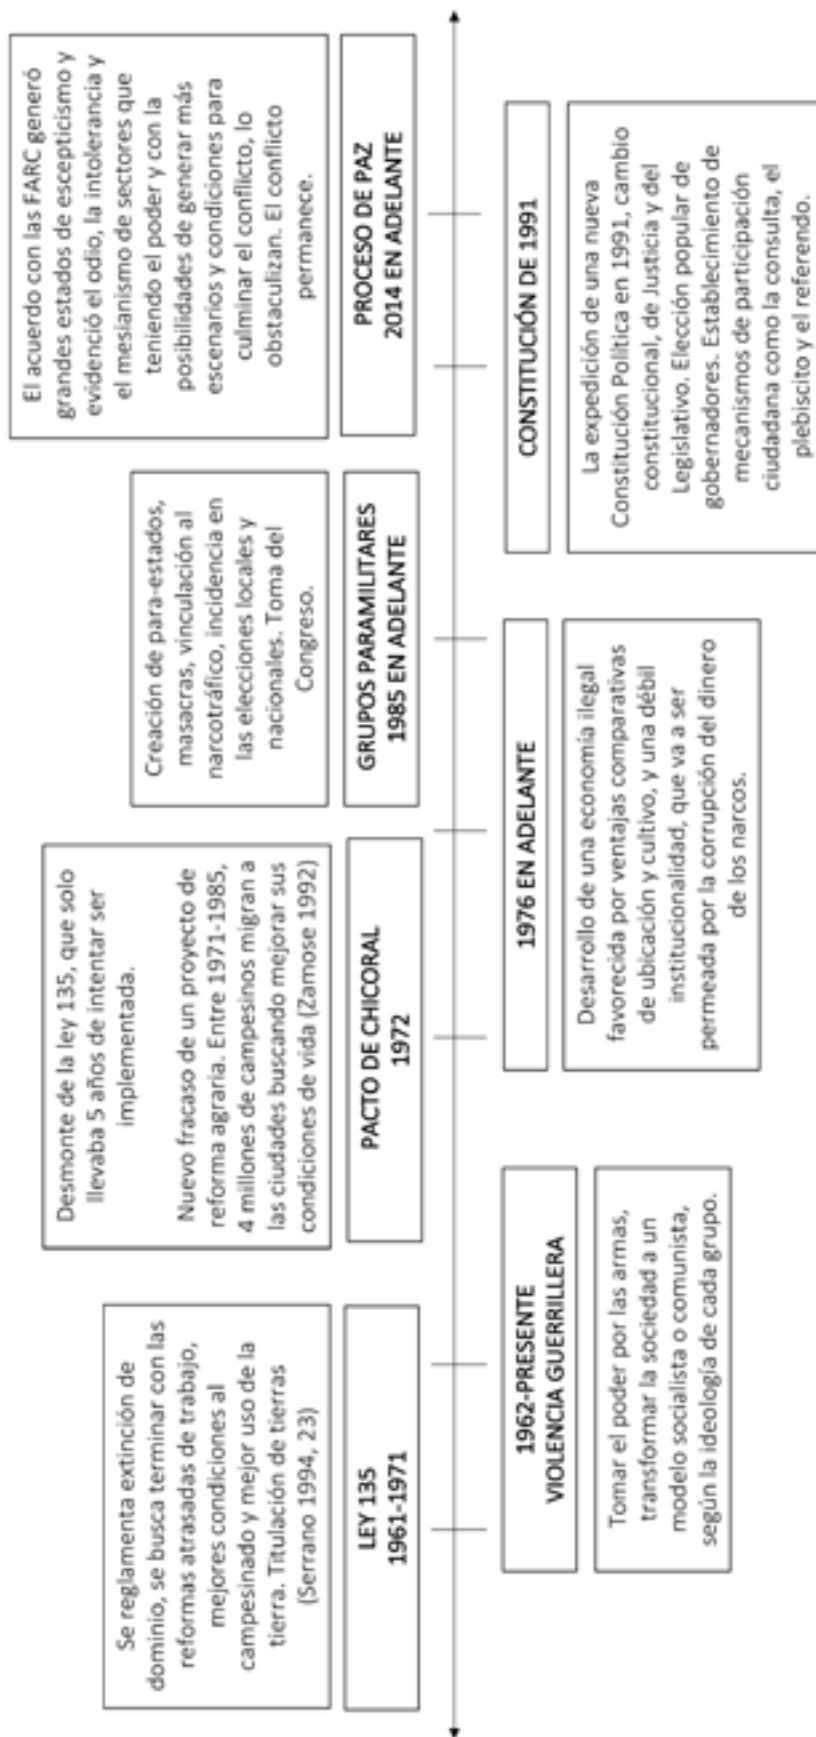 Se reglamenta extinción de
dominio, se busca terminar con las
reformas atrasadas de trabajo,
mejores condiciones al
campesinado y mejor uso de la
tierra. Titulación de tierras
(Serrano 1994, 23)
LEY 135
1961-1971
1962-PRESENTE
VIOLENCIA GUERRILLERA
Tomar el poder por las armas,
transformar la sociedad a un
modelo socialista o comunista,
según la ideología de cada grupo.
Desmonte de la ley 135, que solo
llevaba 5 años de intentar ser
implementada.
Nuevo fracaso de un proyecto de
reforma agraria. Entre 1971-1985,
4 millones de campesinos migran a
las ciudades buscando mejorar sus
condiciones de vida (Zamose 1992)
PACTO DE CHICORAL
1972
1976 EN ADELANTE
Desarrollo de una economía ilegal
favorecida por ventajas comparativas
de ubicación y cultivo, y una débil
institucionalidad, que va a ser
permeada por la corrupción del dinero
de los narcos.
Creación de para-estados,
masacras, vinculación al
narcotráfico, incidencia en
las elecciones locales y
nacionales. Toma del
Congreso.
GRUPOS PARAMILITARES
1985 EN ADELANTE
CONSTITUCIÓN DE 1991
La expedición de una nueva
Constitución Política en 1991, cambio
constitucional, de Justicia y del
Legislativo. Elección popular de
gobernadores. Establecimiento de
mecanismos de participación
ciudadana como la consulta, el
plebiscito y el referendo.
El acuerdo con las FARC generó
grandes estados de escepticismo y
evidenció el odio, la intolerancia y
el mesianismo de sectores que
teniendo el poder y con la
posibilidades de generar más
escenarios y condiciones para
culminar el conflicto, lo
obstaculizan. El conflicto
permanece.
PROCESO DE PAZ
2014 EN ADELANTE